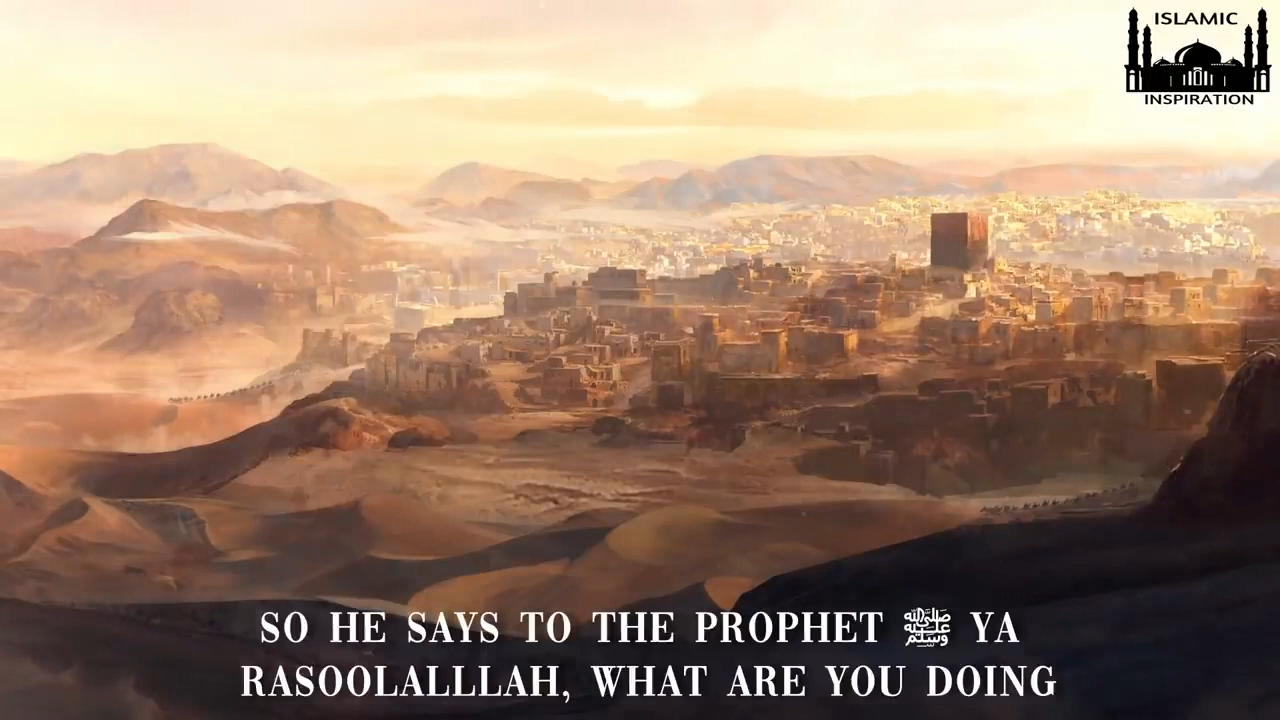 ISLAMIC
INSPIRATION
SO HE SAYS TO THE PROPHET ﷺ YA
RASOOLALLLAH, WHAT ARE YOU DOING